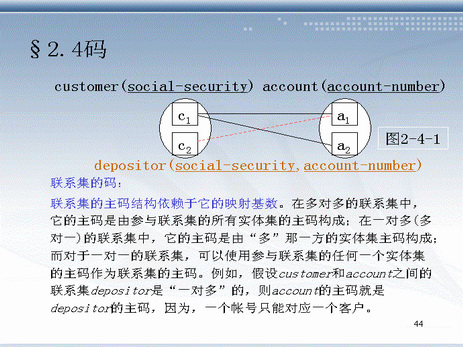 §2.4码
customer(social-security) account(account-number)
c1 a1
c2 a2
图2-4-1
depositor(social-security,account-number)
联系集的码:
联系集的主码结构依赖于它的映射基数。在多对多的联系集中,
它的主码是由参与联系集的所有实体集的主码构成;在一对多(多
对一)的联系集中,它的主码是由“多”那一方的实体集主码构成;
而对于一对一的联系集,可以使用参与联系集的任何一个实体集
的主码作为联系集的主码。例如,假设customer和account之间的
联系集depositor是“一对多”的,则account的主码就是
depositor的主码,因为,一个帐号只能对应一个客户。
44